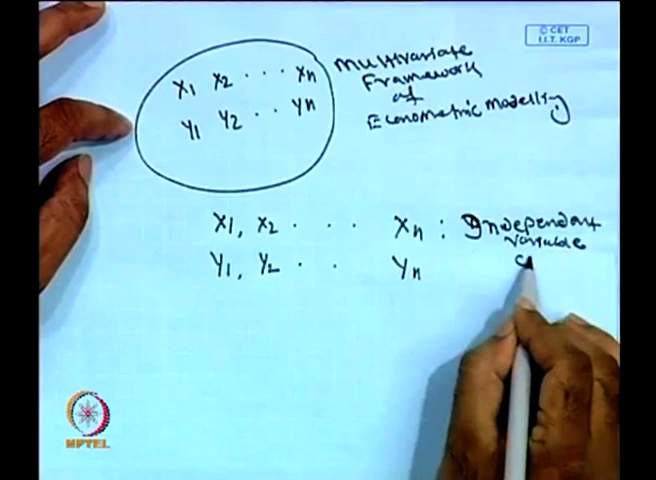 © CET
I.I.T. KGP
X1 X2 . . . Xn
Y1 Y2 . . Yn
Multivariate
Framework
of
Econometric Modelling
X1, X2 . . . Xn : Independent
variable
Y1, Y2 . . Yn
NPTEL